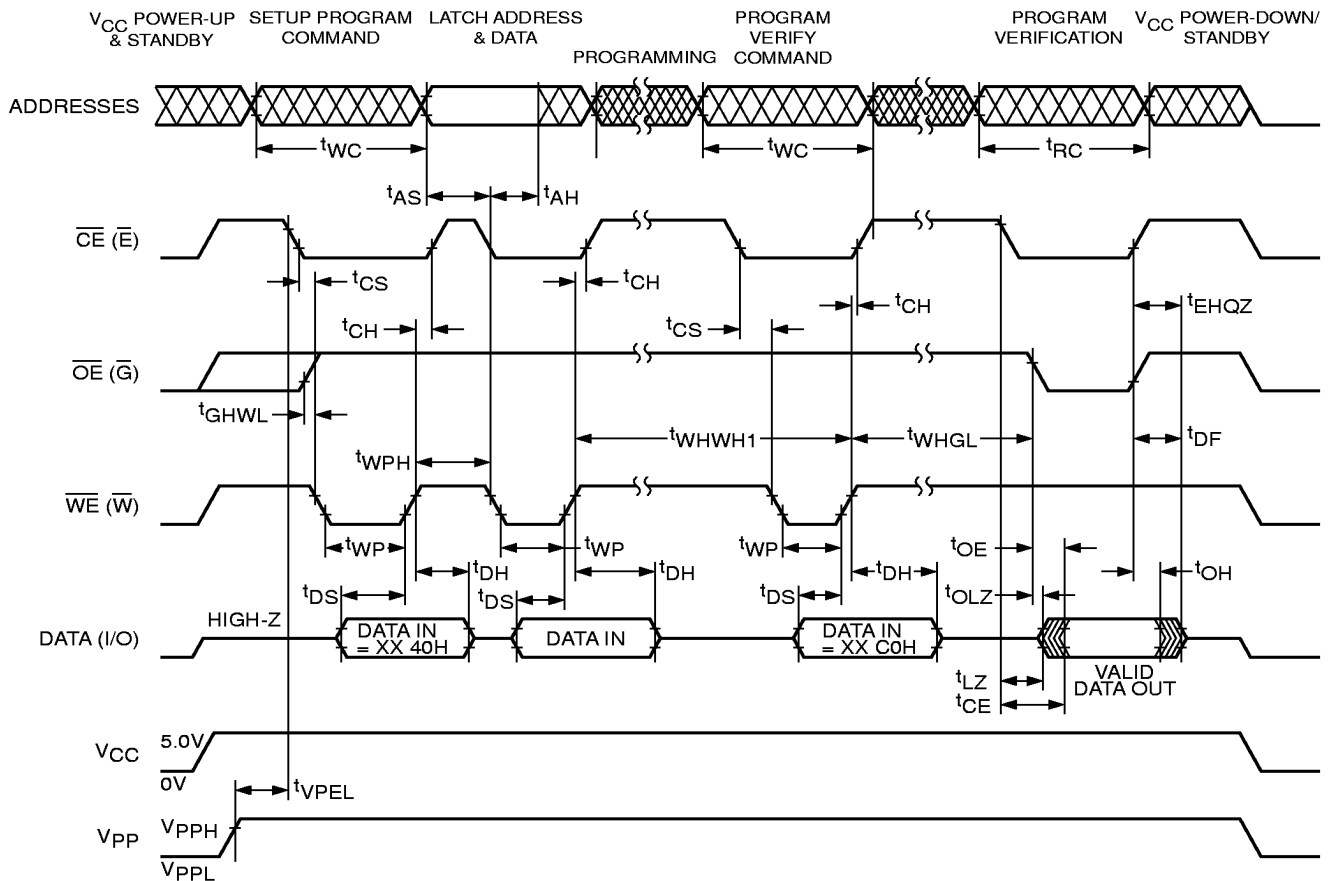 VCC POWER-UP
& STANDBY
SETUP PROGRAM
COMMAND
LATCH ADDRESS
& DATA
PROGRAMMING
PROGRAM
VERIFY
COMMAND
PROGRAM
VERIFICATION
VCC POWER-DOWN/
STANDBY
ADDRESSES
tWC
tWC
tRC
tAS
tAH
CE (E)
tCS
tCH
tCH
tEHQZ
tCH
tCS
OE (G)
tGHWL
tWHWH1
tWHGL
tDF
tWPH
WE (W)
tWP
tWP
tWP
tOE
tDH
tDH
tDH
tOH
tDS
tDS
tDS
tOLZ
HIGH-Z
DATA (I/O)
DATA IN
= XX 40H
DATA IN
DATA IN
= XX C0H
VALID
DATA OUT
tLZ
tCE
VCC
5.0V
0V
tVPEL
VPP
VPPH
VPPL